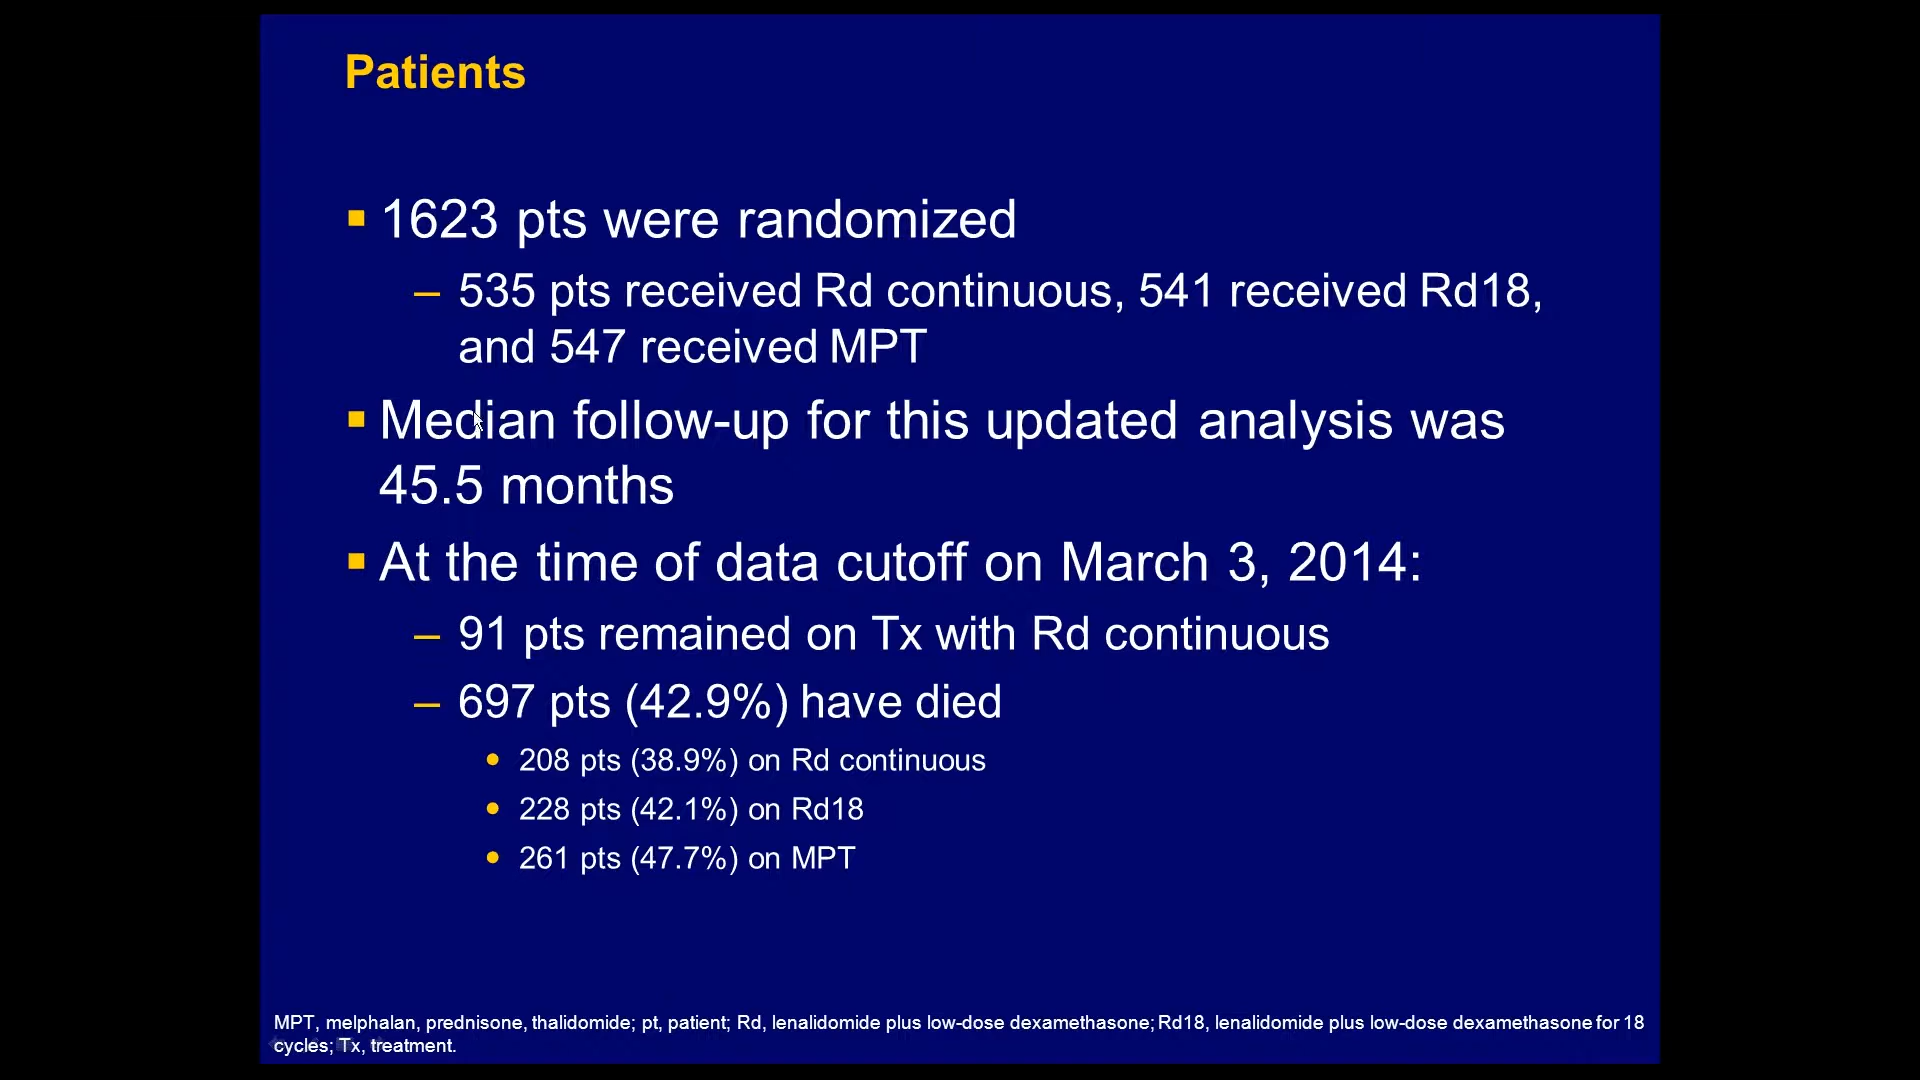 Patients
1623 pts were randomized
– 535 pts received Rd continuous, 541 received Rd18,
and 547 received MPT
Median follow-up for this updated analysis was
45.5 months
At the time of data cutoff on March 3, 2014:
– 91 pts remained on Tx with Rd continuous
– 697 pts (42.9%) have died
• 208 pts (38.9%) on Rd continuous
• 228 pts (42.1%) on Rd18
• 261 pts (47.7%) on MPT
MPT, melphalan, prednisone, thalidomide; pt, patient; Rd, lenalidomide plus low-dose dexamethasone; Rd18, lenalidomide plus low-dose dexamethasone for 18
cycles; Tx, treatment.